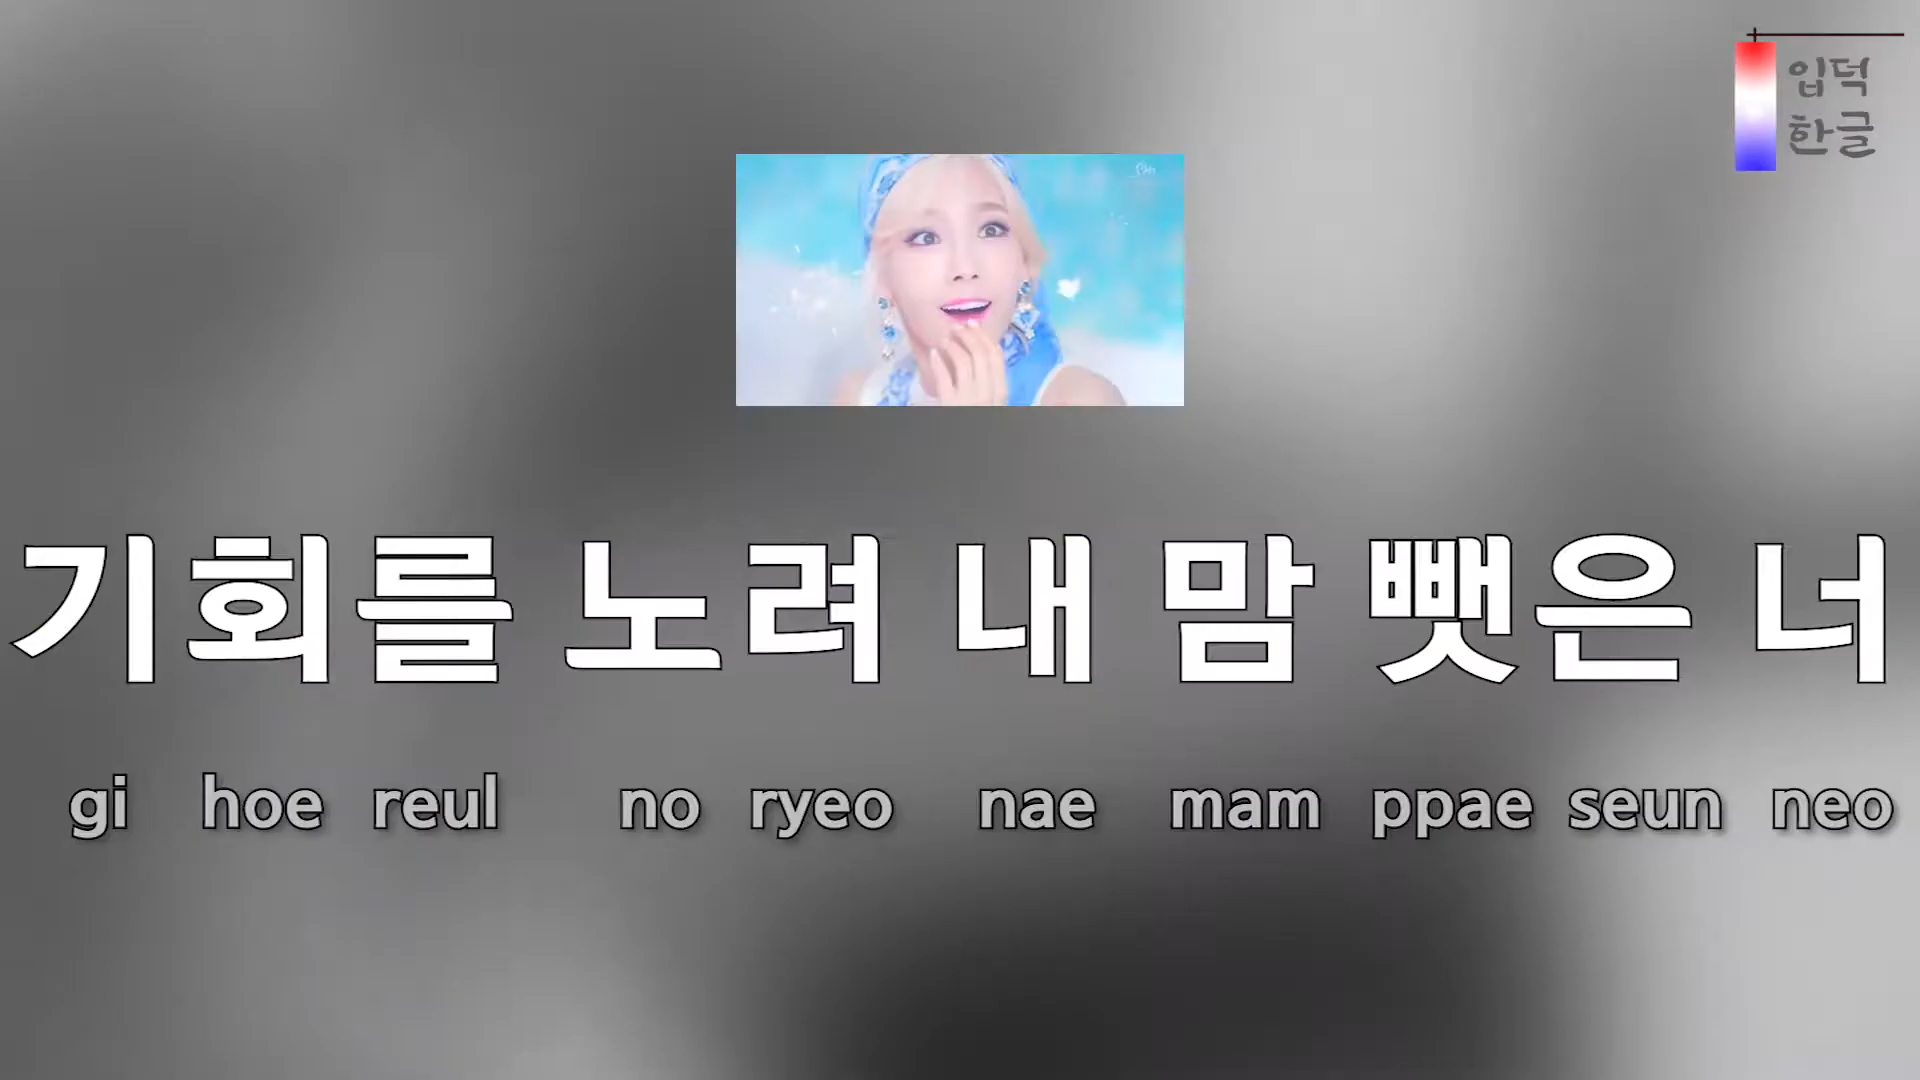 입덕
한글
기회를 노려 내 맘 뺏은 너
gi hoe reul no ryeo nae mam ppae seun neo